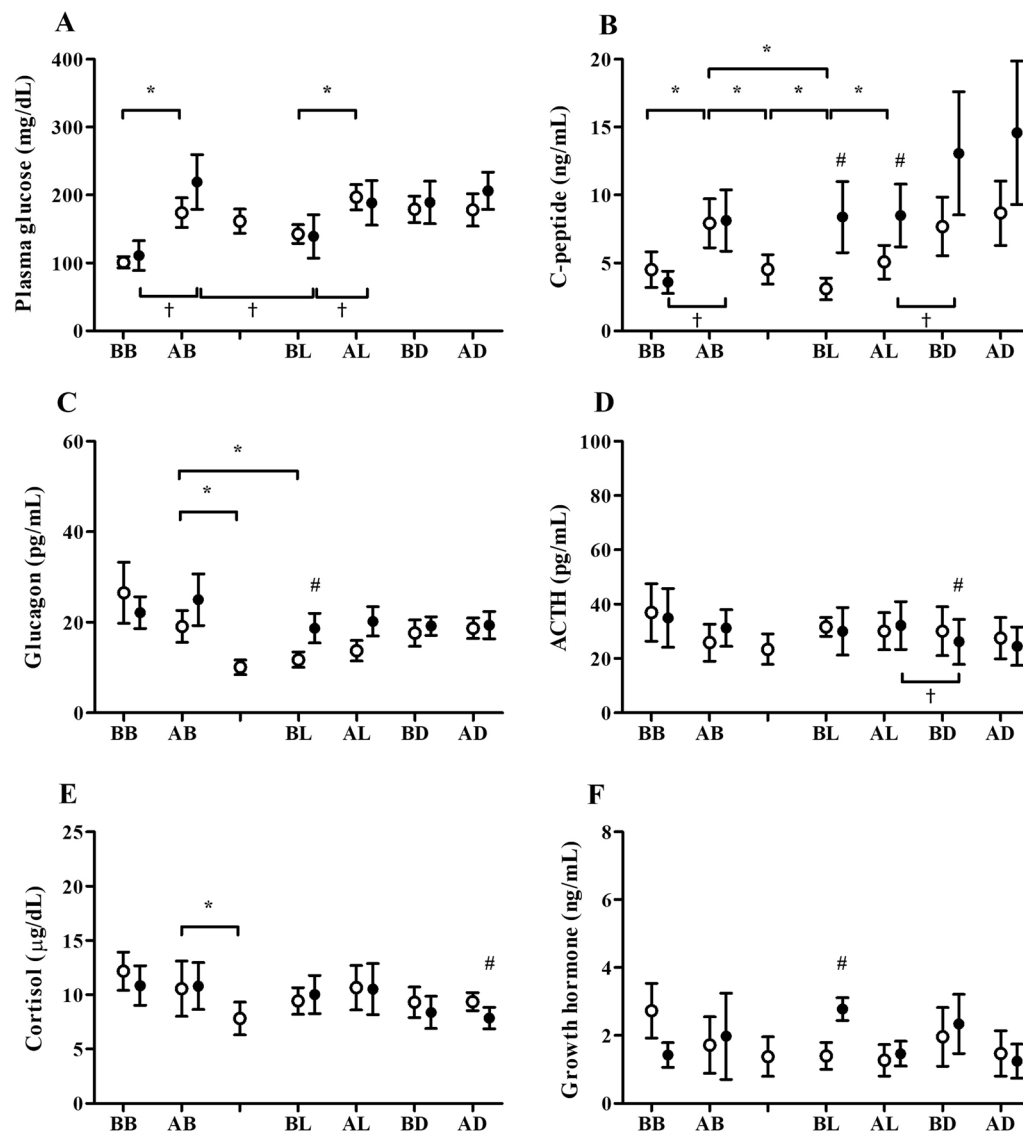 A
Plasma glucose (mg/dL)
400
300
200
100
0
* *
† † †
BB AB BL AL BD AD
B
C-peptide (ng/mL)
20
15
10
5
0
*
* * * *
# #
† †
BB AB BL AL BD AD
C
Glucagon (pg/mL)
60
40
20
0
*
*
#
BB AB BL AL BD AD
D
ACTH (pg/mL)
100
80
60
40
20
0
#
†
BB AB BL AL BD AD
E
Cortisol (μg/dL)
25
20
15
10
5
0
*
#
BB AB BL AL BD AD
F
Growth hormone (ng/mL)
8
6
4
2
0
#
BB AB BL AL BD AD